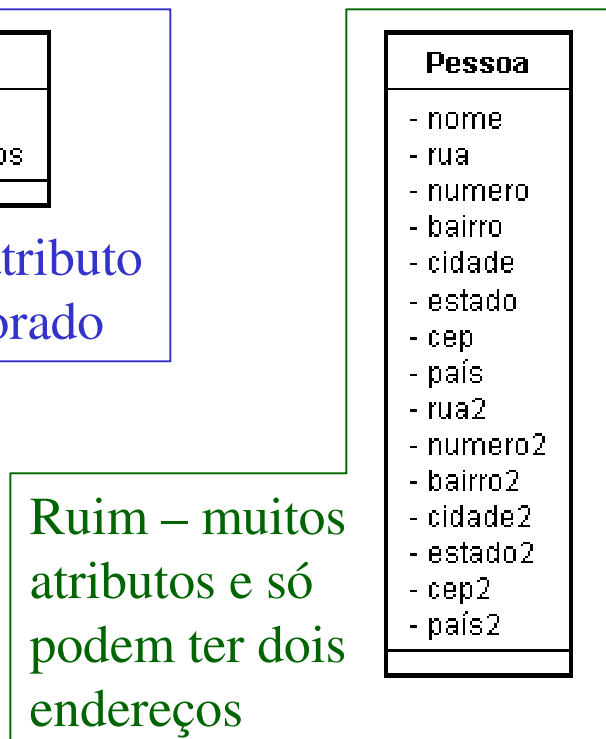 os
atributo
orado
Pessoa
- nome
- rua
- numero
- bairro
- cidade
- estado
- cep
- país
- rua2
- numero2
- bairro2
- cidade2
- estado2
- cep2
- país2
Ruim – muitos
atributos e só
podem ter dois
endereços